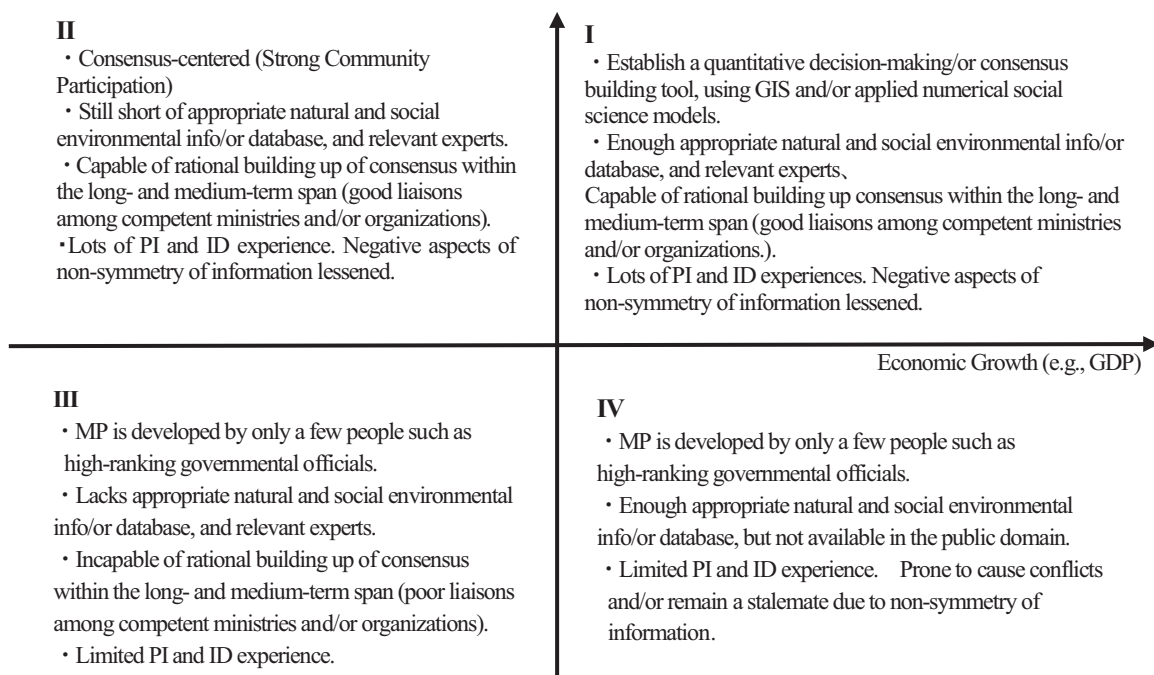 II
・Consensus-centered (Strong Community
Participation)
・Still short of appropriate natural and social
environmental info/or database, and relevant experts.
・Capable of rational building up of consensus within
the long- and medium-term span (good liaisons
among competent ministries and/or organizations).
・Lots of PI and ID experience. Negative aspects of
non-symmetry of information lessened.
I
・Establish a quantitative decision-making/or consensus
building tool, using GIS and/or applied numerical social
science models.
・Enough appropriate natural and social environmental info/or
database, and relevant experts、
Capable of rational building up consensus within the long- and
medium-term span (good liaisons among competent ministries
and/or organizations.).
・Lots of PI and ID experiences. Negative aspects of
non-symmetry of information lessened.
Economic Growth (e.g., GDP)
III
・MP is developed by only a few people such as
high-ranking governmental officials.
・Lacks appropriate natural and social environmental
info/or database, and relevant experts.
・Incapable of rational building up of consensus
within the long- and medium-term span (poor liaisons
among competent ministries and/or organizations).
・Limited PI and ID experience.
IV
・MP is developed by only a few people such as
high-ranking governmental officials.
・Enough appropriate natural and social environmental
info/or database, but not available in the public domain.
・Limited PI and ID experience. Prone to cause conflicts
and/or remain a stalemate due to non-symmetry of
information.